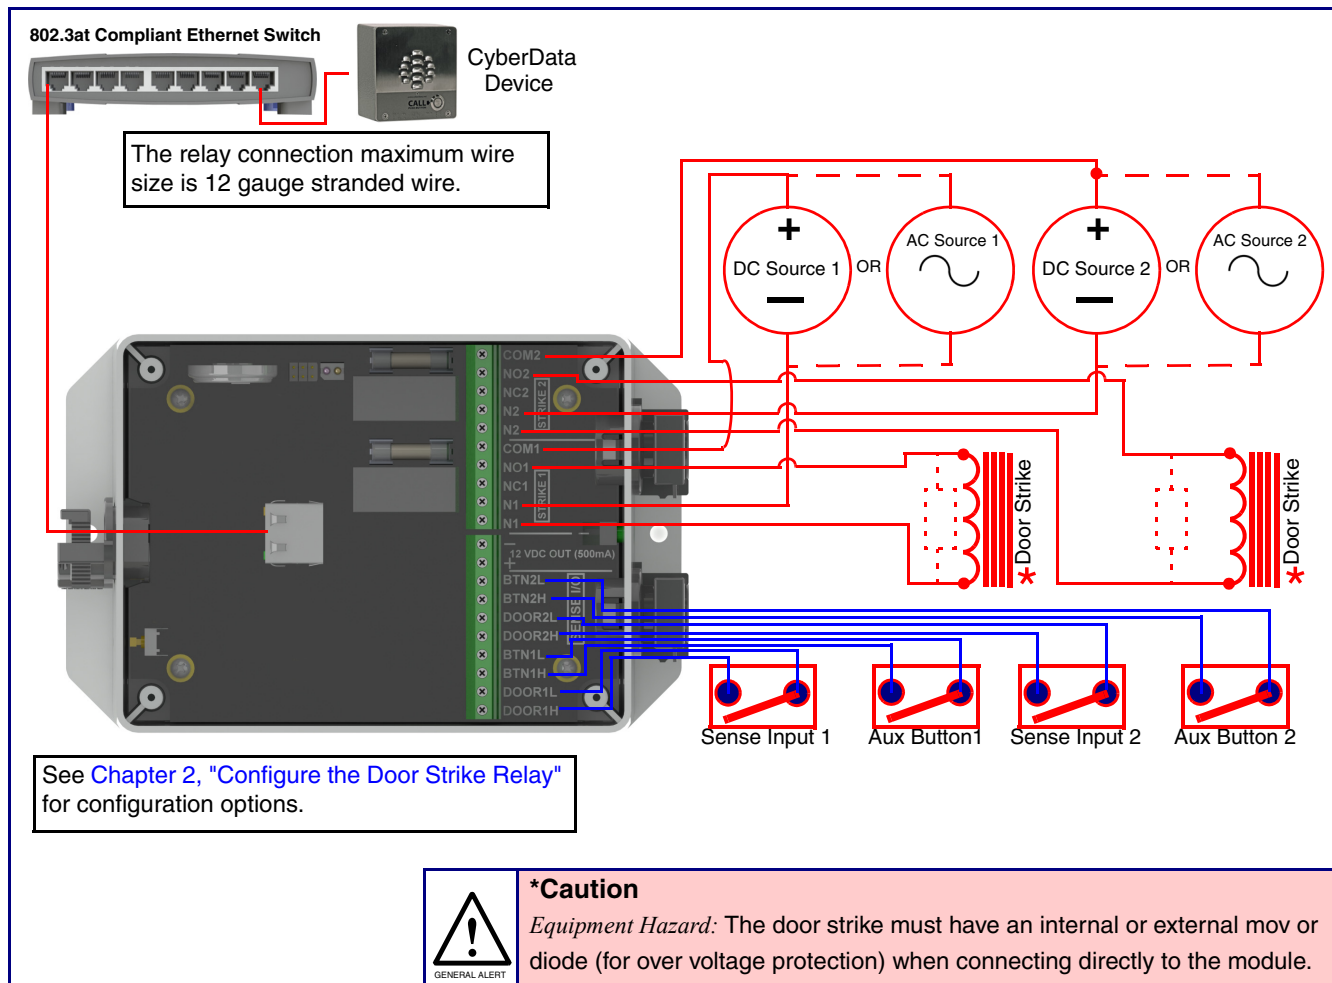 802.3at Compliant Ethernet Switch
CyberData
Device
CALL
The relay connection maximum wire
size is 12 gauge stranded wire.
+
DC Source 1
OR
AC Source 1
+
DC Source 2
OR
AC Source 2
COM2
NO2
NC2
N2
N2
STRIKE 2
COM1
NO1
NC1
N1
N1
STRIKE 1
12 VDC OUT (500mA)
-
+
BTN2L
BTN2H
DOOR2L
DOOR2H
BTN1L
BTN1H
DOOR1L
DOOR1H
SENSE I/O
*Door Strike
*Door Strike
Sense Input 1
Aux Button1
Sense Input 2
Aux Button 2
See Chapter 2, "Configure the Door Strike Relay"
for configuration options.
GENERAL ALERT
*Caution
Equipment Hazard: The door strike must have an internal or external mov or
diode (for over voltage protection) when connecting directly to the module.